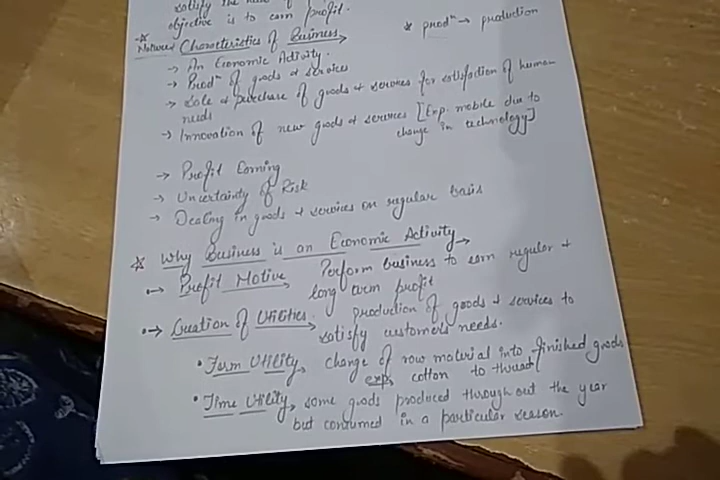 satisfy the
objective is to earn profit.
* prodⁿ → production
* Nature & Characteristics of Business →
→ An Economic Activity.
→ Prodⁿ of goods & services
→ Sale & purchase of goods & services for satisfaction of human
needs
→ Innovation of new goods & services [Exp. mobile due to
change in technology]
→ Profit Earning
→ Uncertainty of Risk
→ Dealing in goods & services on regular basis
* Why Business is an Economic Activity →
•→ Profit Motive Perform business to earn regular &
long term profit
•→ Creation of Utilities. production of goods & services to
satisfy customers needs.
• Form Utility → change of raw material into finished goods
exp. cotton to thread
• Time Utility → some goods produced throughout the year
but consumed in a particular season.